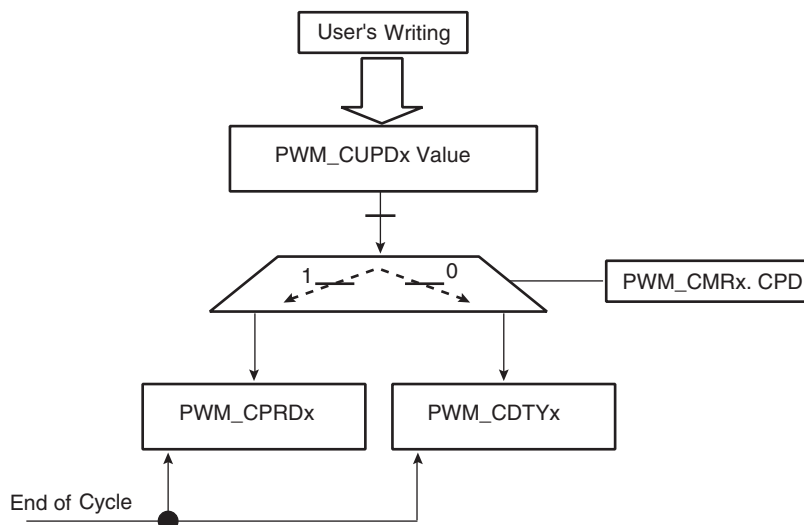 User's Writing
PWM_CUPDx Value
1
0
PWM_CMRx. CPD
PWM_CPRDx
PWM_CDTYx
End of Cycle